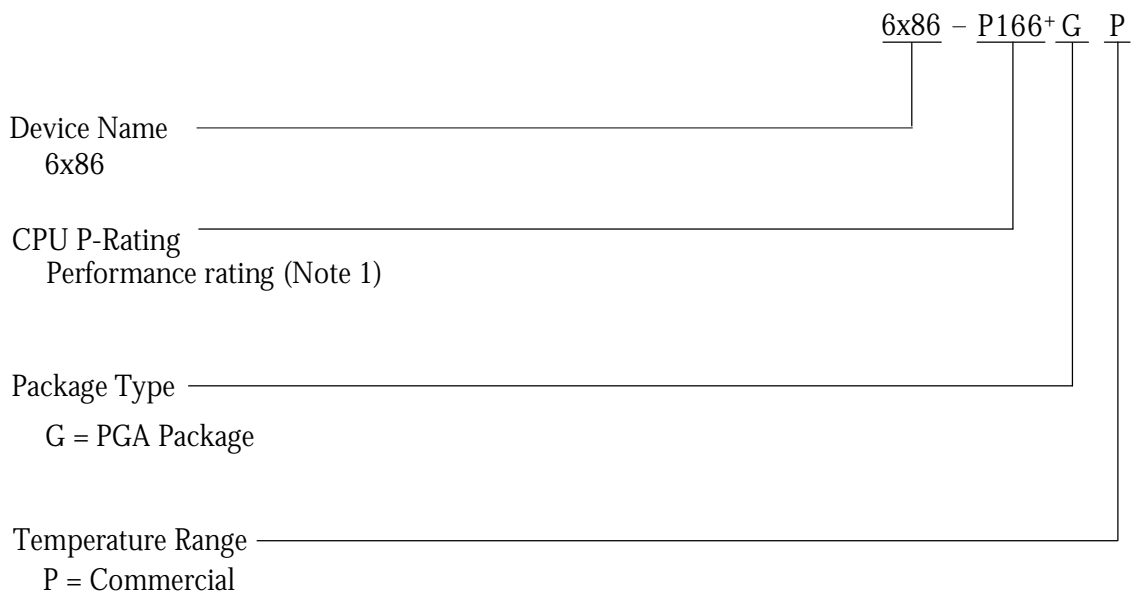 6x86 – P166+ G P
Device Name
6x86
CPU P-Rating
Performance rating (Note 1)
Package Type
G = PGA Package
Temperature Range
P = Commercial